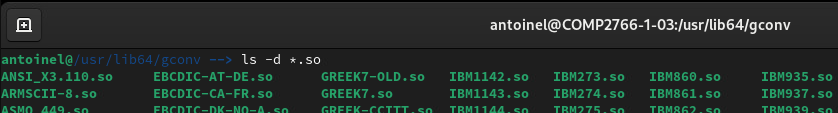 antoinel@COMP2766-1-03:/usr/lib64/gconv
antoinel@/usr/lib64/gconv --> ls -d *.so
ANSI_X3.110.so EBCDIC-AT-DE.so GREEK7-OLD.so IBM1142.so IBM273.so IBM860.so IBM935.so
ARMSCII-8.so EBCDIC-CA-FR.so GREEK7.so IBM1143.so IBM274.so IBM861.so IBM937.so
ASMO_449.so EBCDIC-DK-NO-A.so GREEK-CCITT.so IBM1144.so IBM275.so IBM862.so IBM939.so